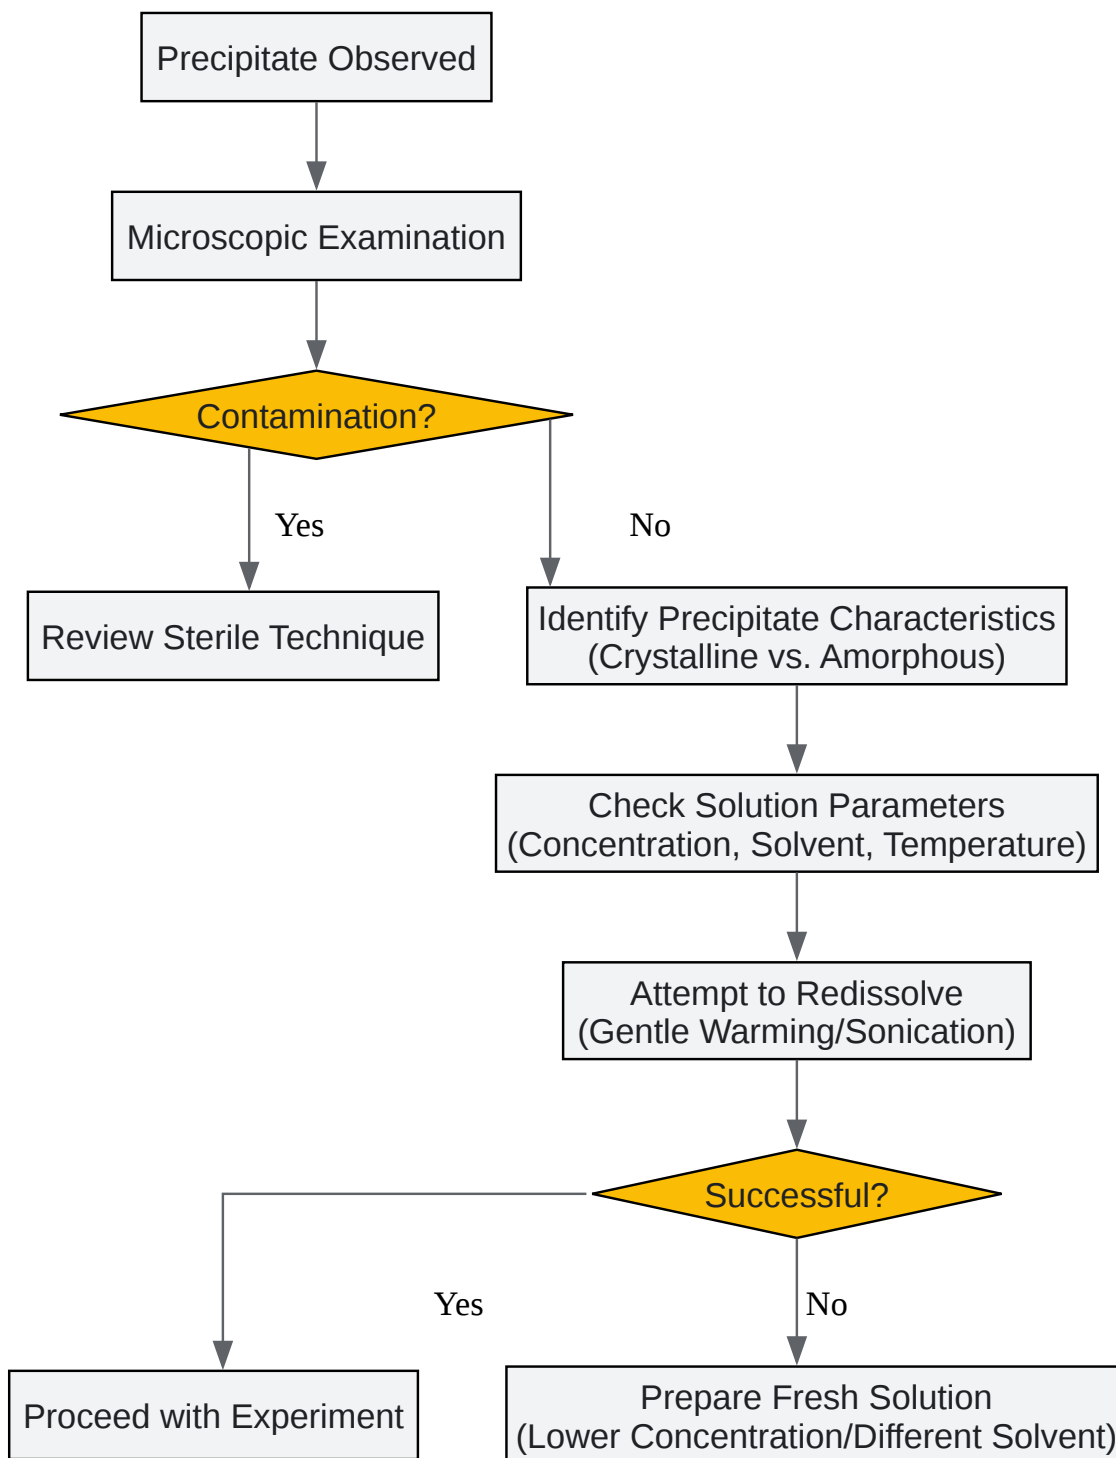 Precipitate Observed
Microscopic Examination
Contamination?
Yes
No
Review Sterile Technique
Identify Precipitate Characteristics
(Crystalline vs. Amorphous)
Check Solution Parameters
(Concentration, Solvent, Temperature)
Attempt to Redissolve
(Gentle Warming/Sonication)
Successful?
Yes
No
Proceed with Experiment
Prepare Fresh Solution
(Lower Concentration/Different Solvent)